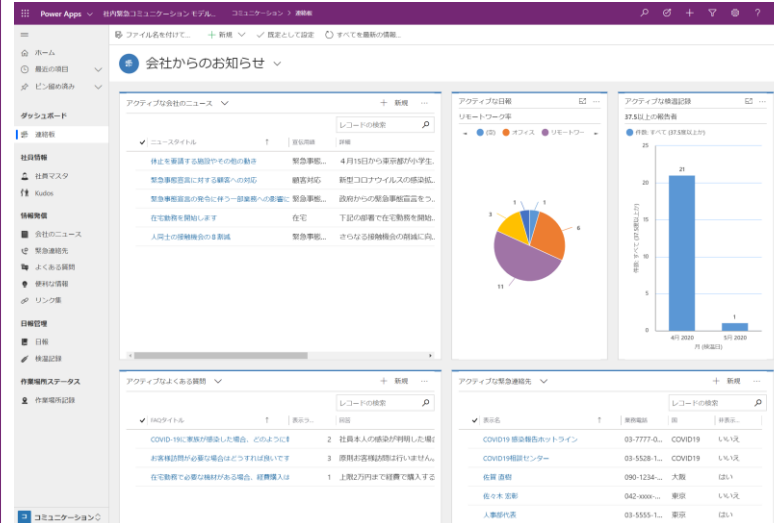 Power Apps
社内緊急コミュニケーション モデル...
コミュニケーション > 連絡板
ファイル名を付けて... + 新規 既定として設定 すべてを最新の情報...
会社からのお知らせ
ホーム
最近の項目
ピン留め済み
ダッシュボード
連絡板
社員情報
社員マスタ
Kudos
情報発信
会社のニュース
緊急連絡先
よくある質問
便利な情報
リンク集
日報管理
日報
検温記録
作業場所ステータス
作業場所記録
コ コミュニケーション
アクティブな会社のニュース
+ 新規 ...
レコードの検索
ニュースタイトル ↑ 詳細
休止を要請する施設やその他の動き 緊急事態... 4月15日から東京都が小学生..
緊急事態宣言に対する顧客への対応 顧客対応 新型コロナウイルスの感染拡..
緊急事態宣言の発令に伴う一部業務への影響に 緊急事態... 政府からの緊急事態宣言をう..
在宅勤務を開始します 在宅 下記の部署で在宅勤務を開始..
人同士の接触機会の8割減 緊急事態... さらなる接触機会の削減に向..
アクティブな日報
リモートワーク率
(空) オフィス リモートワー
1
1
3
6
11
アクティブな検温記録
37.5以上の報告者
件数: すべて (37.5度以上か)
25
20
15
10
5
0
21
1
件数: すべて (37.5度以上か)
4月 2020
5月 2020
月 (検温日)
アクティブなよくある質問
+ 新規 ...
レコードの検索
FAQタイトル ↑ 表示ラ... 回答
COVID-19に家族が感染した場合、どのように 2 社員本人の感染が判明した場
お客様訪問が必要な場合はどうすれば良いです 3 原則お客様訪問は行いません。
在宅勤務で必要な機材がある場合、経費購入は 1 上限2万円まで経費で購入する
アクティブな緊急連絡先
+ 新規 ...
レコードの検索
表示名 ↑ 業務電話 国 非表示...
COVID19 感染報告ホットライン 03-7777-0... COVID19 いいえ
COVID19相談センター 03-5528-1... COVID19 いいえ
佐賀 直樹 090-1234-... 大阪 はい
佐々木 宏彰 042-xxxx-... 東京 いいえ
人事部代表 03-5555-1... 東京 はい